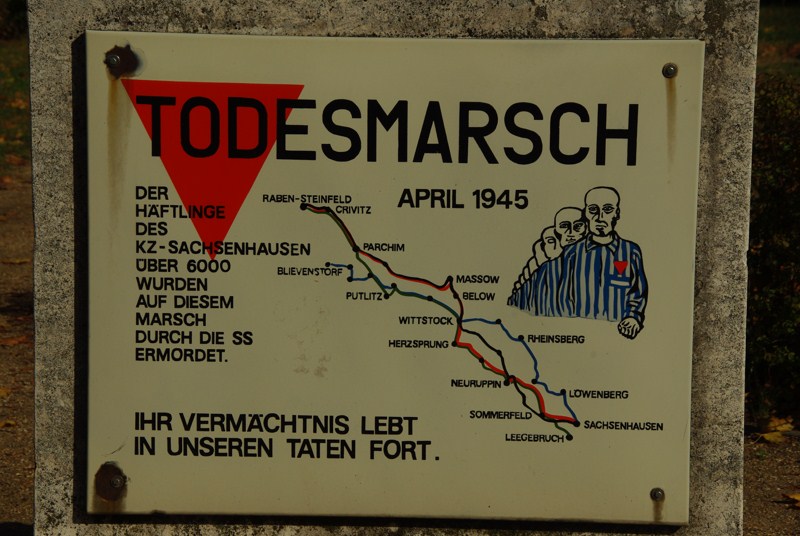 TODESMARSCH
APRIL 1945
DER
HÄFTLINGE
DES
KZ-SACHSENHAUSEN
ÜBER 6000
WURDEN
AUF DIESEM
MARSCH
DURCH DIE SS
ERMORDET.
RABEN-STEINFELD
CRIVITZ
PARCHIM
BLIEVENSTORF
PUTLITZ
MASSOW
BELOW
WITTSTOCK
RHEINSBERG
HERZSPRUNG
NEURUPPIN
LÖWENBERG
SOMMERFELD
SACHSENHAUSEN
LEEGEBRUCH
IHR VERMÄCHTNIS LEBT
IN UNSEREN TATEN FORT.